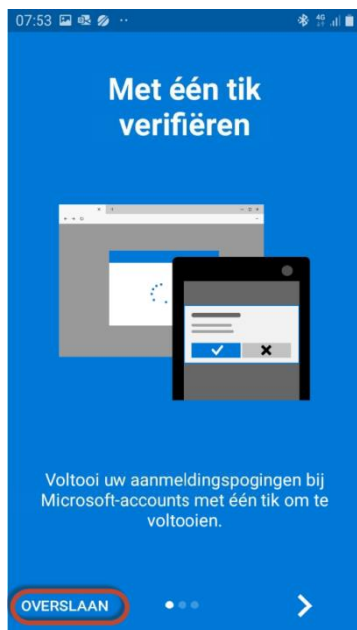 07:53
4G
Met één tik
verifiëren
Voltooi uw aanmeldingspogingen bij
Microsoft-accounts met één tik om te
voltooien.
OVERSLAAN